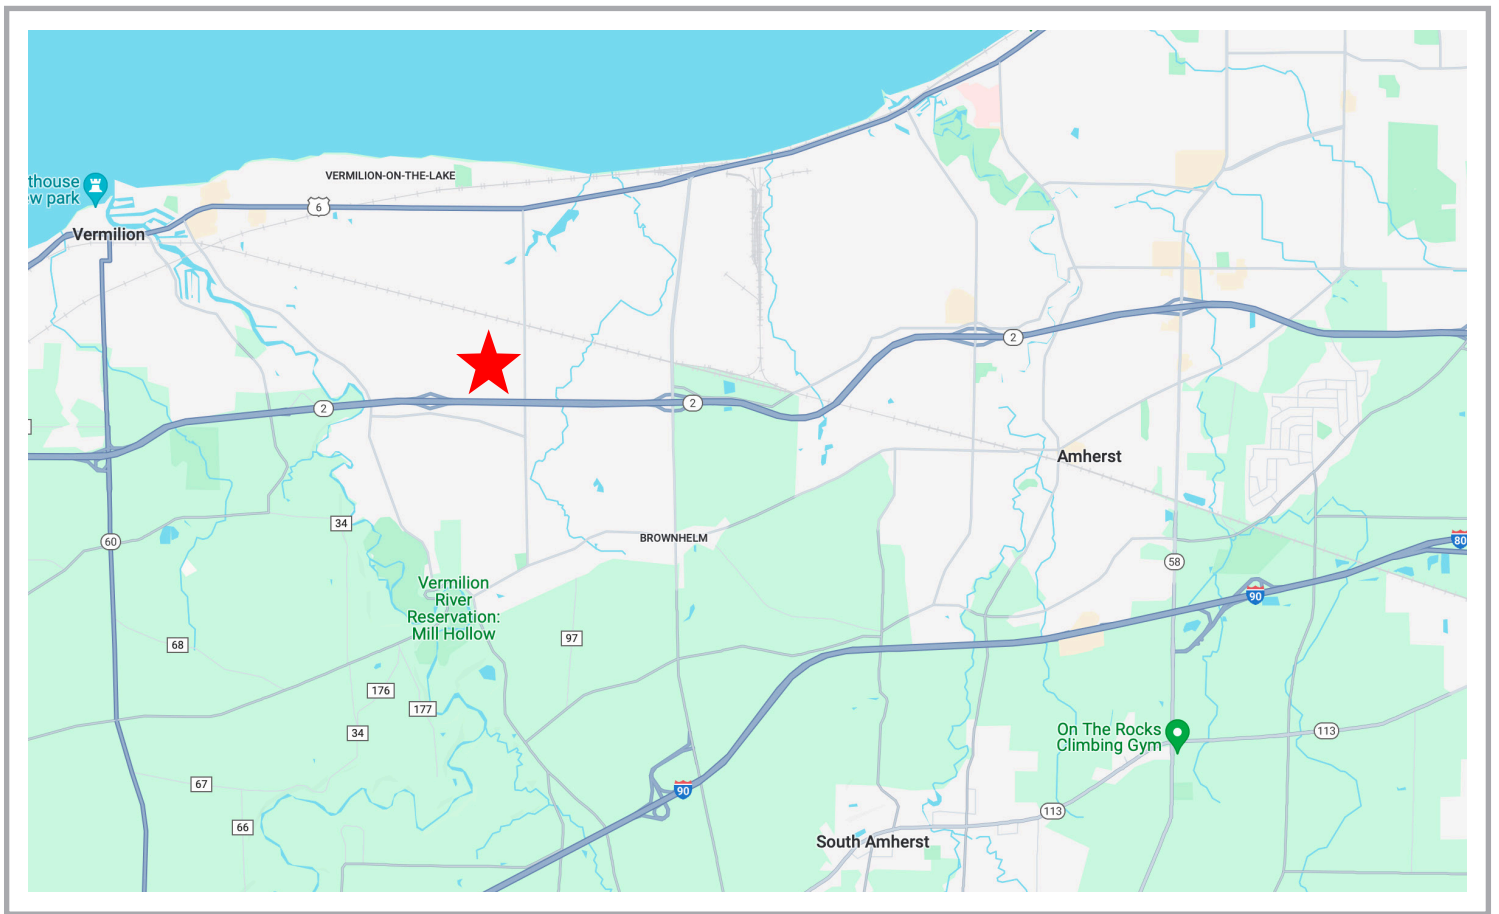 VERMILION-ON-THE-LAKE
thouse
ew park
6
Vermilion
2
2
2
Amherst
34
BROWNHELM
60
80
58
Vermilion
River
Reservation:
Mill Hollow
90
97
68
176
177
34
On The Rocks
Climbing Gym
113
67
90
113
66
South Amherst